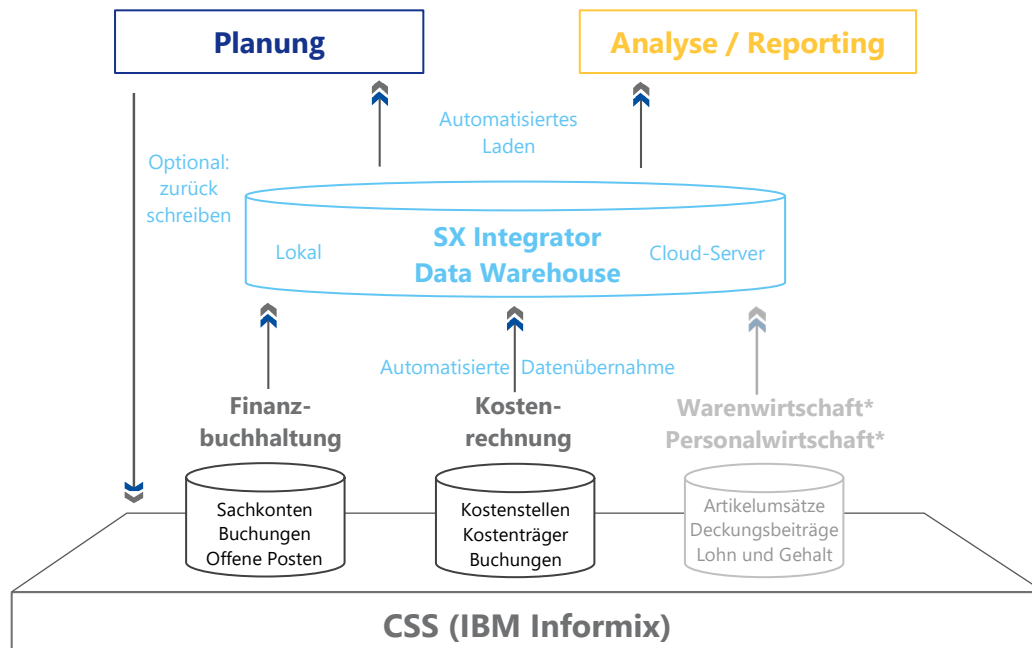 Planung
Analyse / Reporting
Automatisiertes
Laden
Optional:
zurück
schreiben
SX Integrator
Data Warehouse
Lokal
Cloud-Server
Automatisierte Datenübernahme
Finanz-
buchhaltung
Kosten-
rechnung
Warenwirtschaft*
Personalwirtschaft*
Sachkonten
Buchungen
Offene Posten
Kostenstellen
Kostenträger
Buchungen
Artikelumsätze
Deckungsbeiträge
Lohn und Gehalt
CSS (IBM Informix)